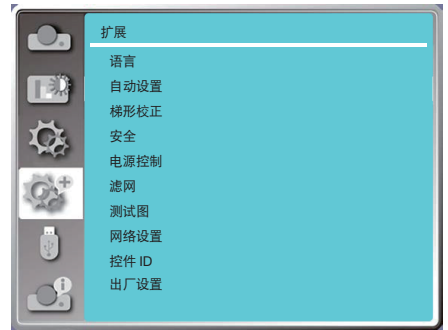 扩展
语言
自动设置
梯形校正
安全
电源控制
滤网
测试图
网络设置
控件 ID
出厂设置